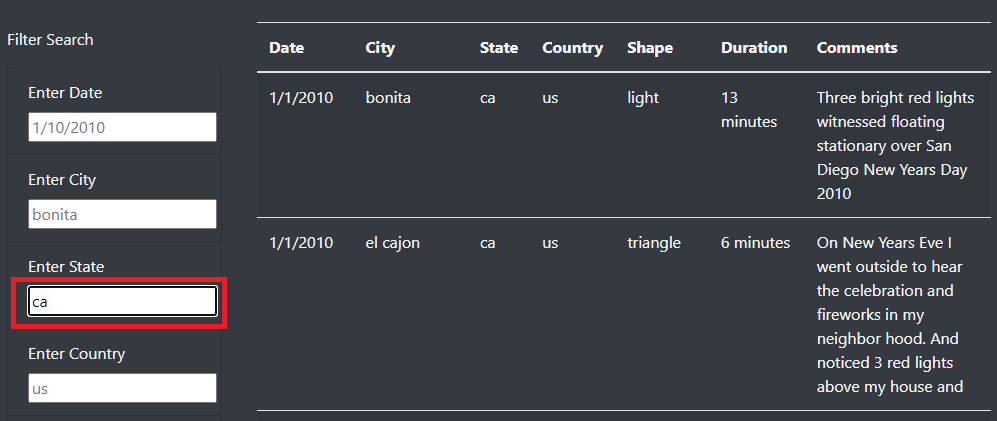 Filter Search
Enter Date
1/10/2010
Enter City
bonita
Enter State
ca
Enter Country
us
Date City State Country Shape Duration Comments
1/1/2010 bonita ca us light 13 Three bright red lights
minutes witnessed floating
stationary over San
Diego New Years Day
2010
1/1/2010 el cajon ca us triangle 6 minutes On New Years Eve I
went outside to hear
the celebration and
fireworks in my
neighbor hood. And
noticed 3 red lights
above my house and